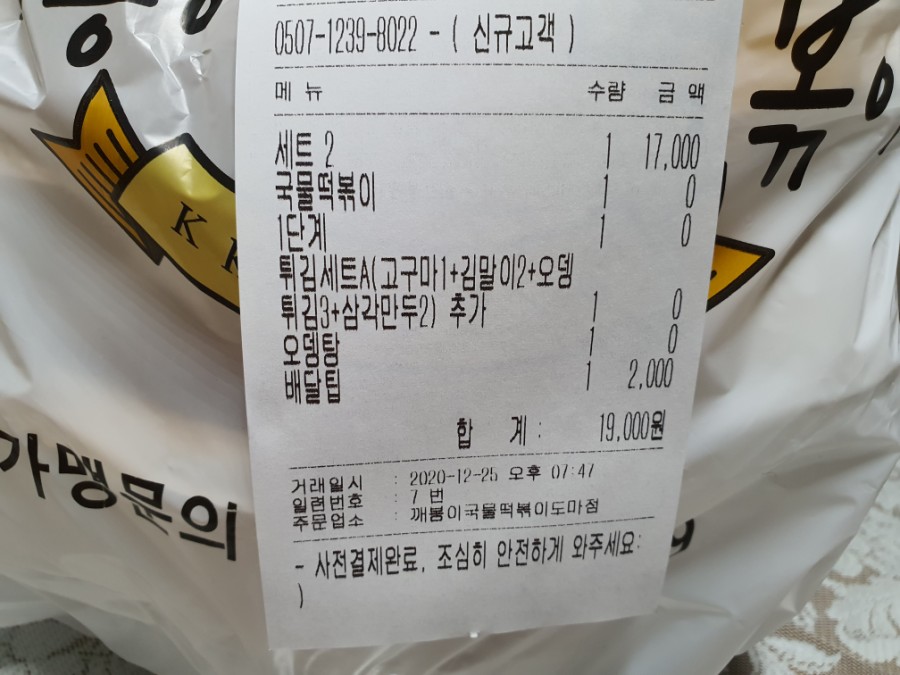 0507-1239-8022 - ( 신규고객 )
메 뉴 수량 금 액
세트 2 1 17,000
국물떡볶이 1 0
1단계 1 0
튀김세트A(고구마1+김말이2+오뎅
튀김3+삼각만두2) 추가 1 0
오뎅탕 1 0
배달팁 1 2,000
합 계 : 19,000원
거래일시 : 2020-12-25 오후 07:47
일련번호 : 7 번
주문업소 : 깨봉이국물떡볶이도마점
- 사전결제완료, 조심히 안전하게 와주세요:
)
가맹문의